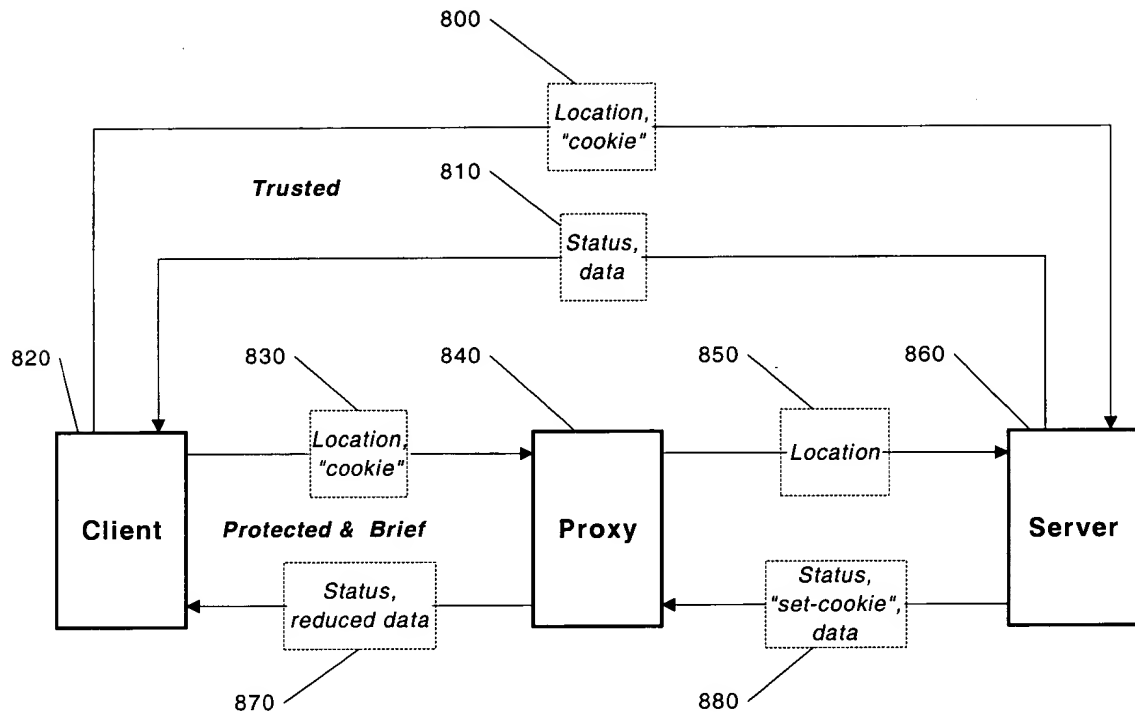 800
Location,
"cookie"
Trusted
810
Status,
data
820
830
840
850
860
Location,
"cookie"
Location
Client
Protected & Brief
Proxy
Server
Status,
reduced data
Status,
"set-cookie",
data
870
880